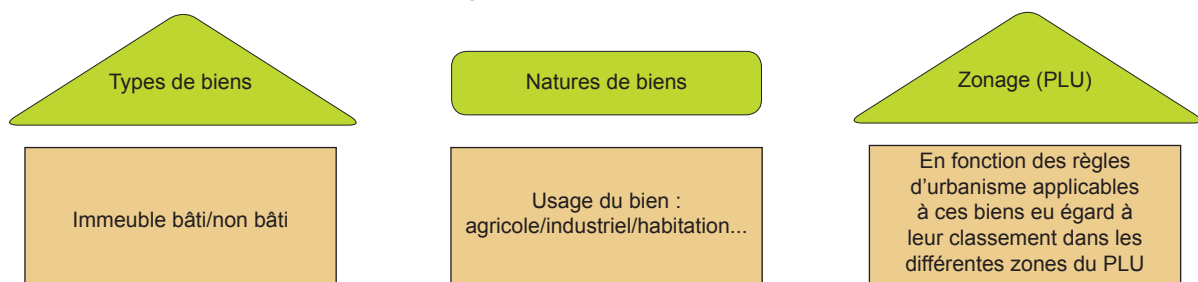 Types de biens
Natures de biens
Zonage (PLU)
Immeuble bâti/non bâti
Usage du bien :
agricole/industriel/habitation...
En fonction des règles
d'urbanisme applicables
à ces biens eu égard à
leur classement dans les
différentes zones du PLU